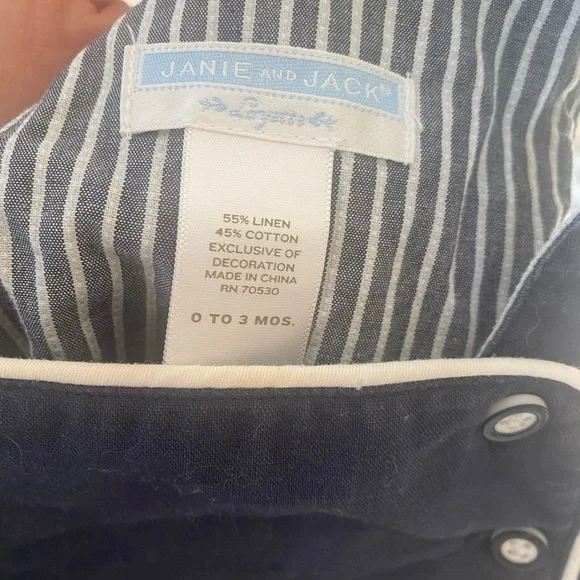 JANIE AND JACK®
Layette
55% LINEN
45% COTTON
EXCLUSIVE OF
DECORATION
MADE IN CHINA
RN 70530
0 TO 3 MOS.